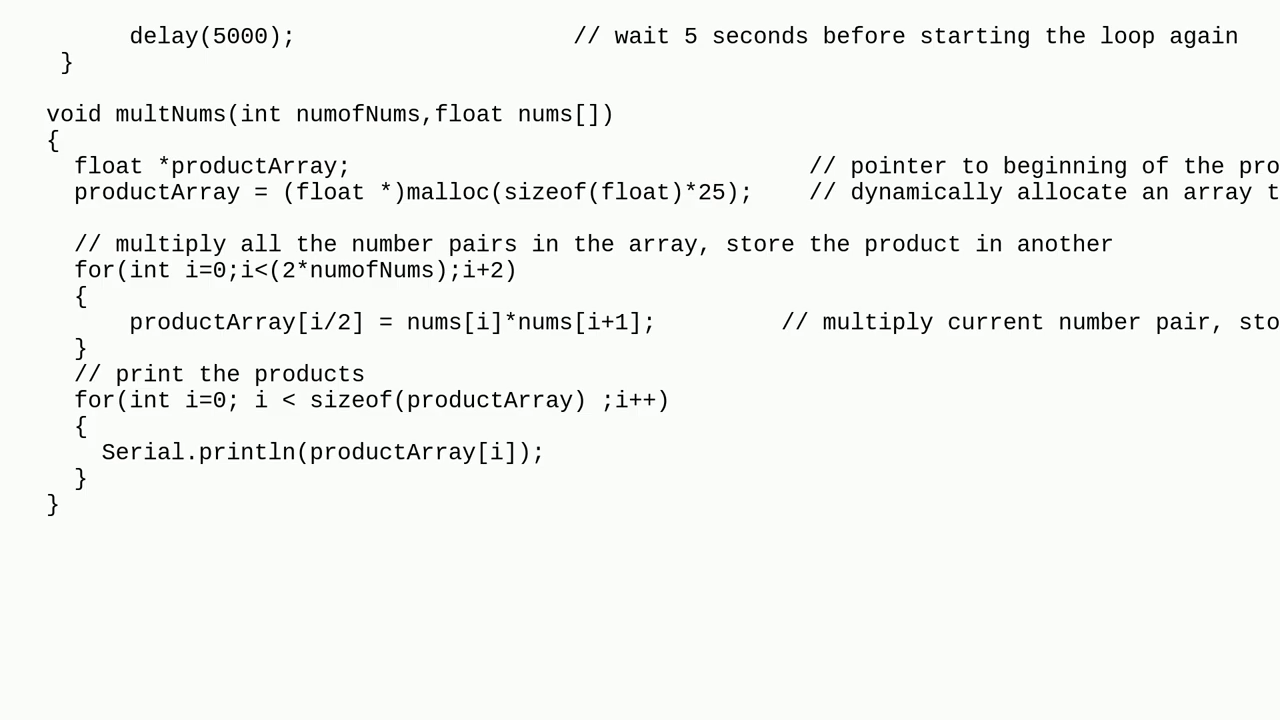 delay(5000); // wait 5 seconds before starting the loop again
}
void multNums(int numofNums,float nums[])
{
float *productArray; // pointer to beginning of the
productArray = (float *)malloc(sizeof(float)*25); // dynamically allocate an array
// multiply all the number pairs in the array, store the product in another
for(int i=0;i<(2*numofNums);i+2)
{
productArray[i/2] = nums[i]*nums[i+1]; // multiply current number pair,
}
// print the products
for(int i=0; i < sizeof(productArray) ;i++)
{
Serial.println(productArray[i]);
}
}